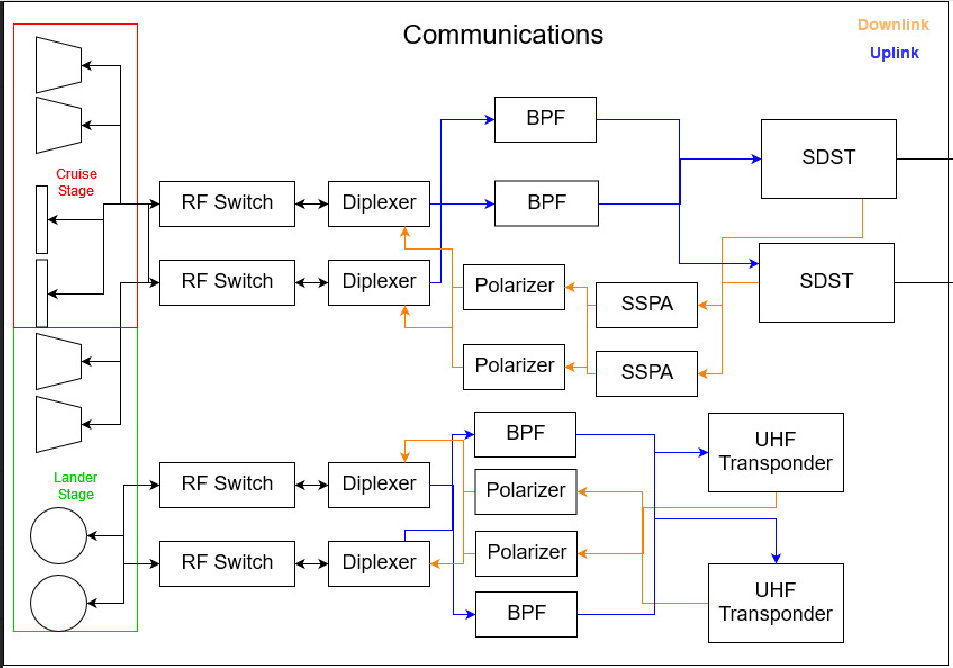 Communications
Downlink
Uplink
BPF
SDST
Cruise
Stage
RF Switch
Diplexer
BPF
RF Switch
Diplexer
Polarizer
SSPA
SDST
Polarizer
SSPA
BPF
UHF
Transponder
Lander
Stage
RF Switch
Diplexer
Polarizer
RF Switch
Diplexer
Polarizer
BPF
UHF
Transponder